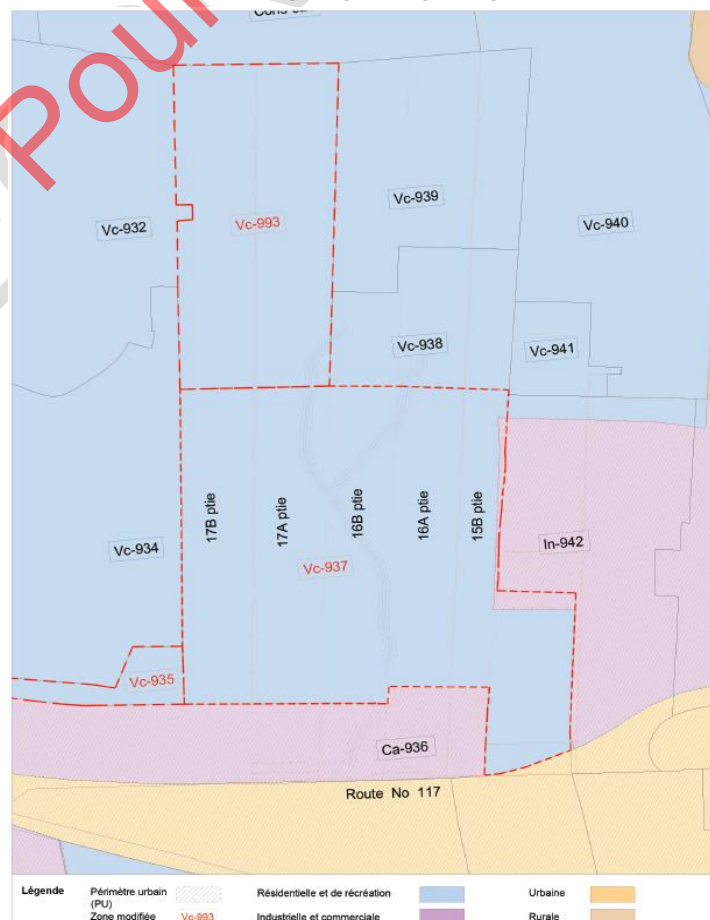 Pour
Vc-939
Vc-932
Vc-993
Vc-940
Vc-938
Vc-941
17B ptie
17A ptie
16B ptie
16A ptie
15B ptie
Vc-934
In-942
Vc-937
Vc-935
Ca-936
Route No 117
Légende
Périmètre urbain (PU)
Résidentielle et de récréation
Urbaine
Zone modifiée
Vc-993
Industrielle et commerciale
Rurale